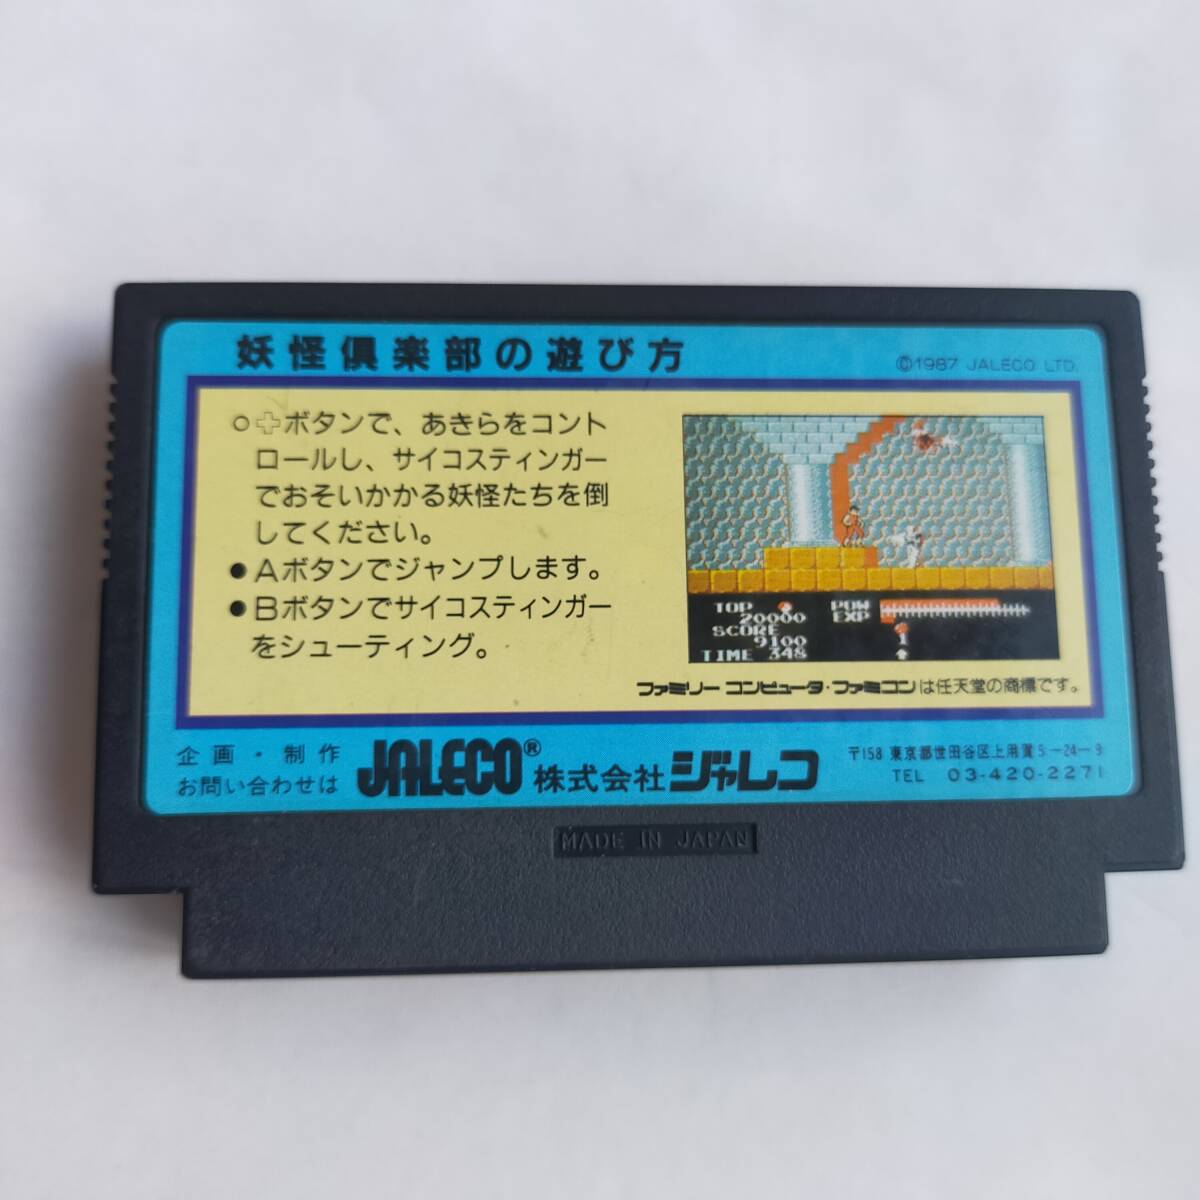 妖怪倶楽部の遊び方
©1987 JALECO LTD.
○✚ボタンで、あきらをコント
ロールし、サイコスティンガー
でおそいかかる妖怪たちを倒
してください。
●Aボタンでジャンプします。
●Bボタンでサイコスティンガー
をシューティング。
TOP
20000
SCORE
9100
TIME 348
POW
EXP
1
ファミリーコンピュータ・ファミコンは任天堂の商標です。
企画・制作
お問い合わせは
JALECO® 株式会社ジャレコ
〒158 東京都世田谷区上用賀5-24-9
TEL 03-420-2271
MADE IN JAPAN